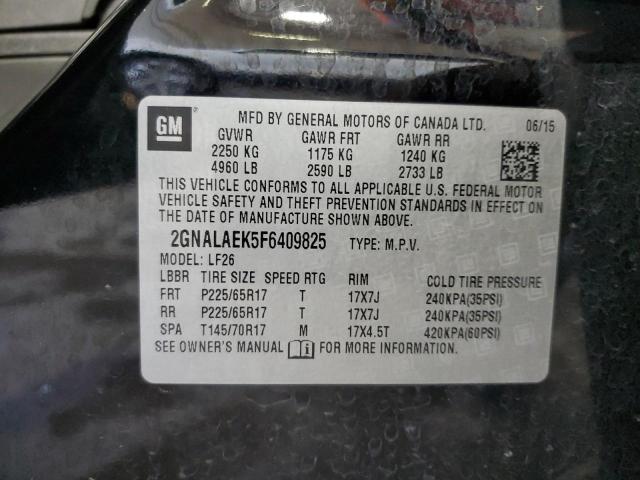 GM
MFD BY GENERAL MOTORS OF CANADA LTD. 06/15
GVWR GAWR FRT GAWR RR
2250 KG 1175 KG 1240 KG
4960 LB 2590 LB 2733 LB
THIS VEHICLE CONFORMS TO ALL APPLICABLE U.S. FEDERAL MOTOR
VEHICLE SAFETY AND THEFT PREVENTION STANDARDS IN EFFECT ON
THE DATE OF MANUFACTURE SHOWN ABOVE.
2GNALAEK5F6409825 TYPE: M.P.V.
MODEL: LF26
LBBR TIRE SIZE SPEED RTG RIM COLD TIRE PRESSURE
FRT P225/65R17 T 17X7J 240KPA(35PSI)
RR P225/65R17 T 17X7J 240KPA(35PSI)
SPA T145/70R17 M 17X4.5T 420KPA(60PSI)
SEE OWNER'S MANUAL FOR MORE INFORMATION.